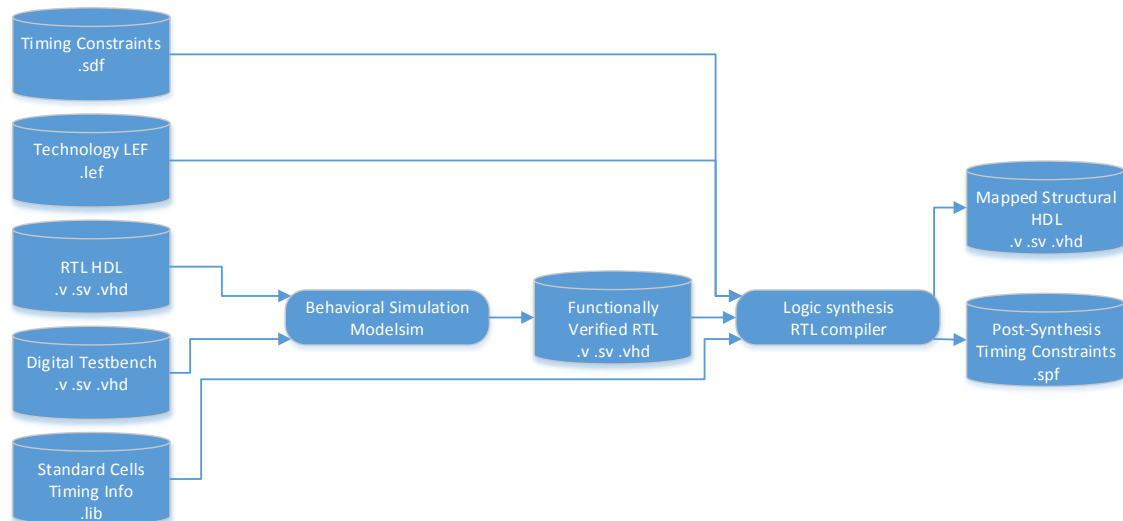 Timing Constraints
.sdf
Technology LEF
.lef
RTL HDL
.v .sv .vhd
Digital Testbench
.v .sv .vhd
Standard Cells
Timing Info
.lib
Behavioral Simulation
Modelsim
Functionally
Verified RTL
.v .sv .vhd
Logic synthesis
RTL compiler
Mapped Structural
HDL
.v .sv .vhd
Post-Synthesis
Timing Constraints
.spf